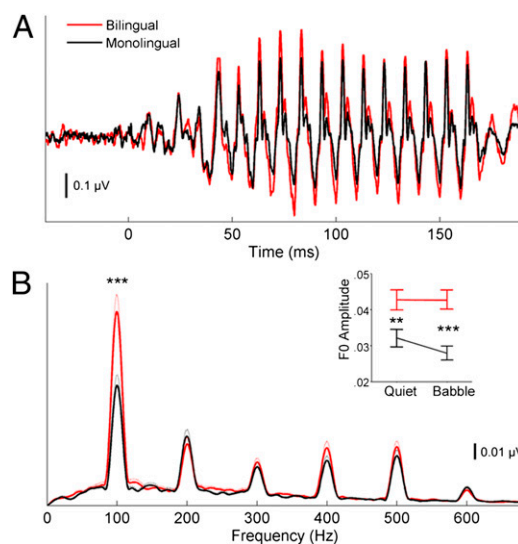 A
Bilingual
Monolingual
0.1 µV
0 50 100 150
Time (ms)
B
***
.05
.04
.03
.02
F0 Amplitude
**
***
Quiet Babble
0.01 µV
0 100 200 300 400 500 600
Frequency (Hz)